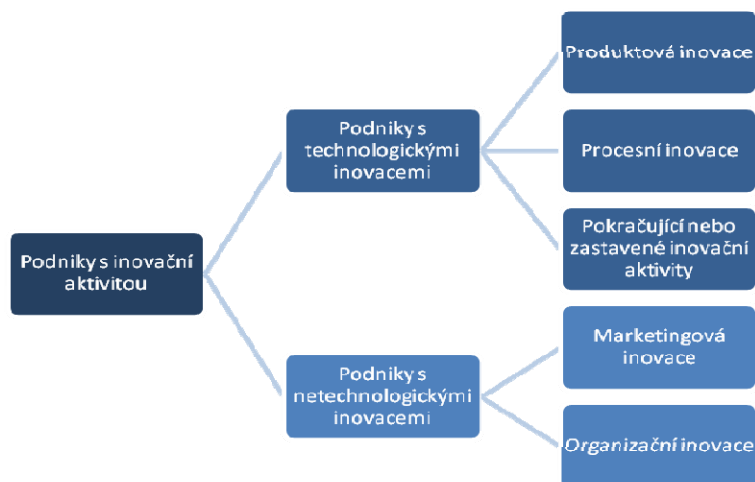 Podniky s inovační
aktivitou
Podniky s
technologickými
inovacemi
Produktová inovace
Procesní inovace
Pokračující nebo
zastavené inovační
aktivity
Podniky s
netechnologickými
inovacemi
Marketingová
inovace
Organizační inovace